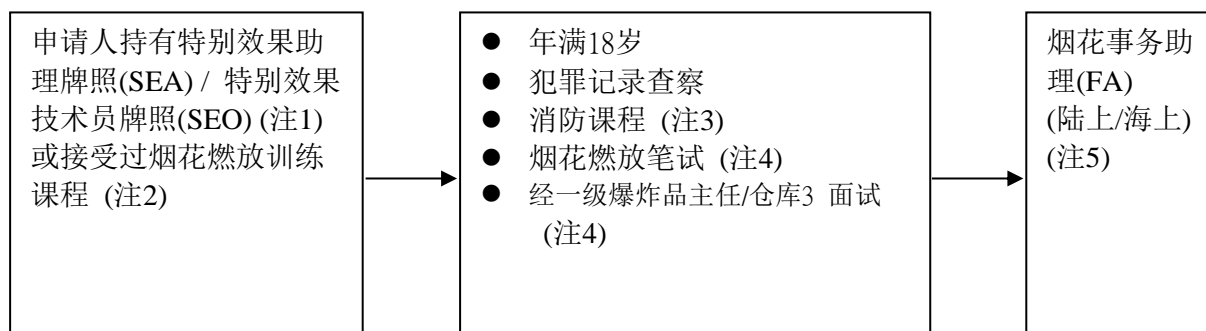 申请人持有特别效果助
理牌照(SEA) / 特别效果
技术员牌照(SEO) (注1)
或接受过烟花燃放训练
课程 (注2)
● 年满18岁
● 犯罪记录查察
● 消防课程 (注3)
● 烟花燃放笔试 (注4)
● 经一级爆炸品主任/仓库3 面试
(注4)
烟花事务助
理(FA)
(陆上/海上)
(注5)